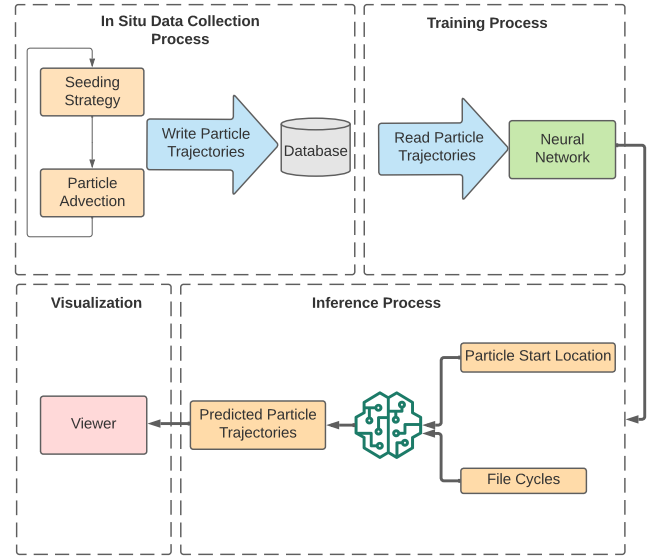 In Situ Data Collection
Process
Seeding
Strategy
Particle
Advection
Write Particle
Trajectories
Database
Training Process
Read Particle
Trajectories
Neural
Network
Visualization
Viewer
Inference Process
Predicted Particle
Trajectories
Particle Start Location
File Cycles